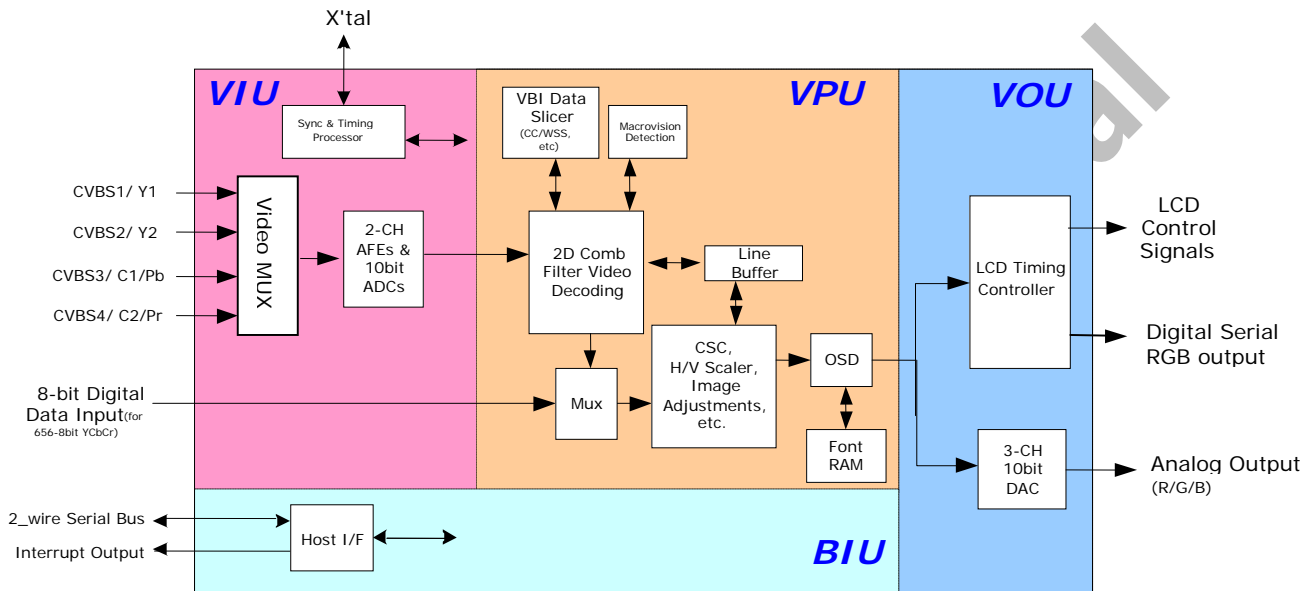 X'tal
VIU
VPU
VOU
Sync & Timing
Processor
VBI Data
Slicer
(CC/WSS,
etc)
Macrovision
Detection
CVBS1/ Y1
CVBS2/ Y2
CVBS3/ C1/Pb
CVBS4/ C2/Pr
Video MUX
2-CH
AFEs &
10bit
ADCs
2D Comb
Filter Video
Decoding
Line
Buffer
LCD Timing
Controller
LCD
Control
Signals
Digital Serial
RGB output
CSC,
H/V Scaler,
Image
Adjustments,
etc.
OSD
8-bit Digital
Data Input(for
656-8bit YCbCr)
Mux
Font
RAM
3-CH
10bit
DAC
Analog Output
(R/G/B)
2_wire Serial Bus
Interrupt Output
Host I/F
BIU
al